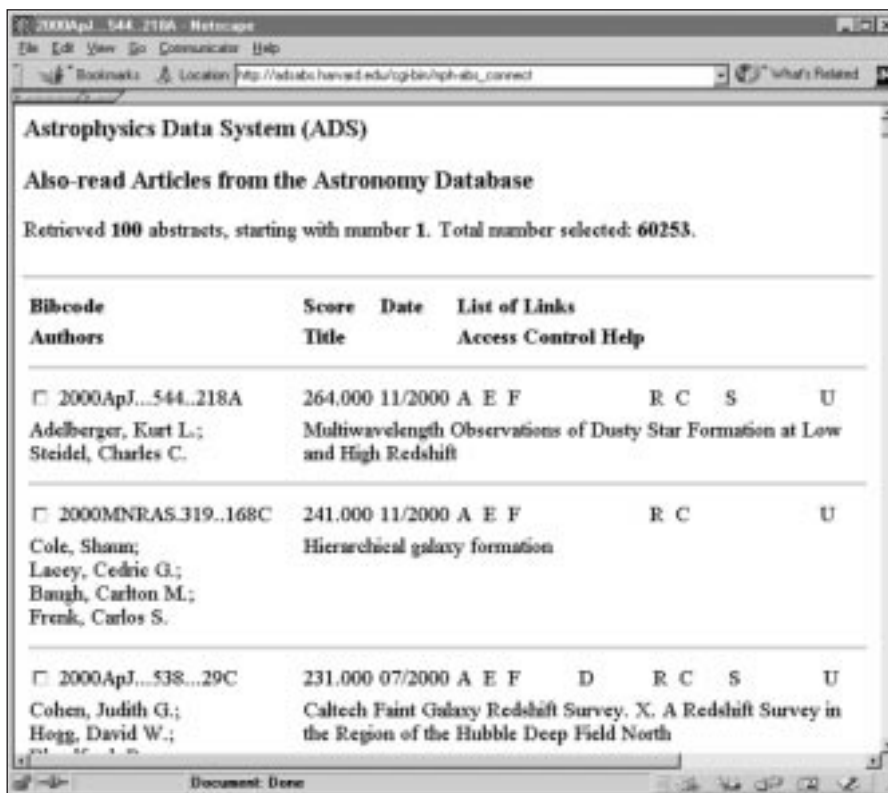 2000ApJ...544..218A - Netscape
File Edit View Go Communicator Help
Bookmarks Location: http://adsabs.harvard.edu/cgi-bin/nph-abs_connect What's Related
Astrophysics Data System (ADS)
Also-read Articles from the Astronomy Database
Retrieved 100 abstracts, starting with number 1. Total number selected: 60253.
Bibcode Score Date List of Links
Authors Title Access Control Help
2000ApJ...544..218A 264.000 11/2000 A E F R C S U
Adelberger, Kurt L.; Multiwavelength Observations of Dusty Star Formation at Low
Steidel, Charles C. and High Redshift
2000MNRAS.319..168C 241.000 11/2000 A E F R C U
Cole, Shaun; Hierarchical galaxy formation
Lacey, Cedric G.;
Baugh, Carlton M.;
Frenk, Carlos S.
2000ApJ...538...29C 231.000 07/2000 A E F D R C S U
Cohen, Judith G.; Caltech Faint Galaxy Redshift Survey. X. A Redshift Survey in
Hogg, David W.; the Region of the Hubble Deep Field North
Document: Done